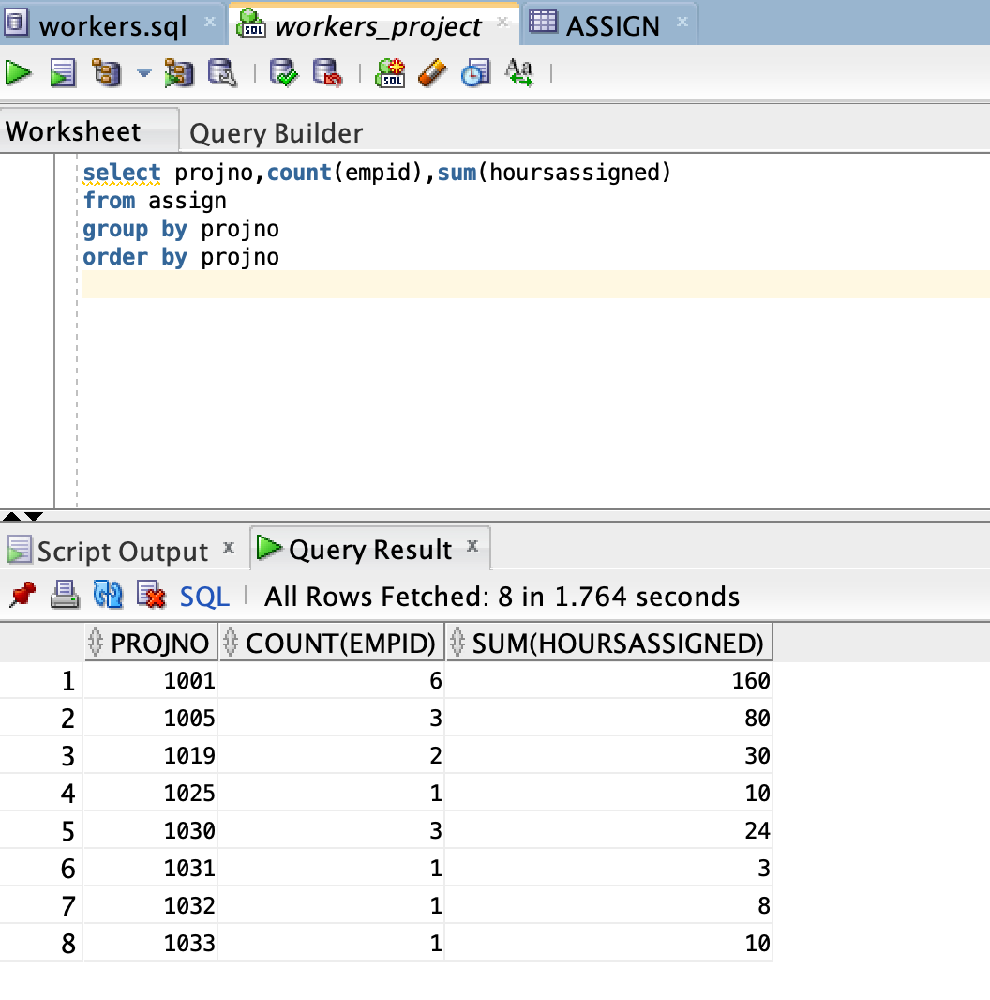 workers.sql × workers_project × ASSIGN ×
SQL SQL Aa
Worksheet Query Builder
select projno,count(empid),sum(hoursassigned)
from assign
group by projno
order by projno
Script Output × Query Result ×
SQL All Rows Fetched: 8 in 1.764 seconds
PROJNO COUNT(EMPID) SUM(HOURSASSIGNED)
1 1001 6 160
2 1005 3 80
3 1019 2 30
4 1025 1 10
5 1030 3 24
6 1031 1 3
7 1032 1 8
8 1033 1 10